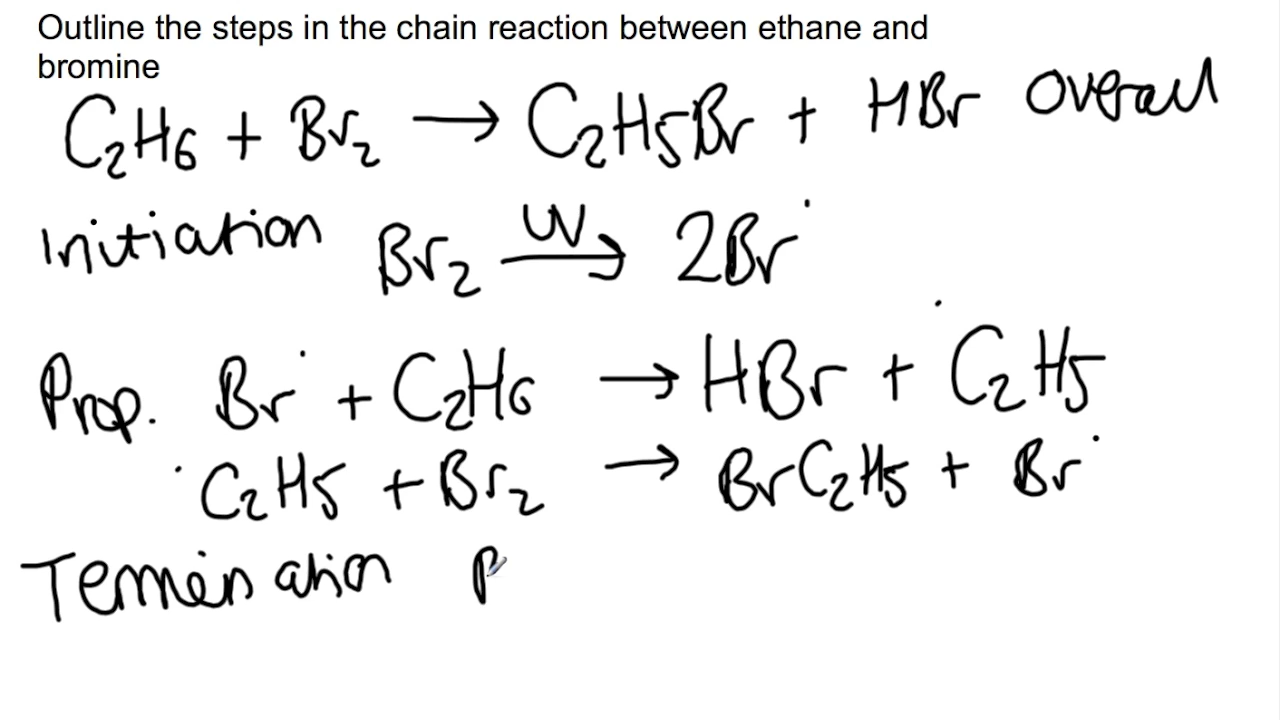 Outline the steps in the chain reaction between ethane and
bromine
C₂H₆ + Br₂ → C₂H₅Br + HBr Overall
Initiation Br₂ UV→ 2Br˙
Prop. Br˙ + C₂H₆ → HBr + ˙C₂H₅
˙C₂H₅ + Br₂ → BrC₂H₅ + Br˙
Termination